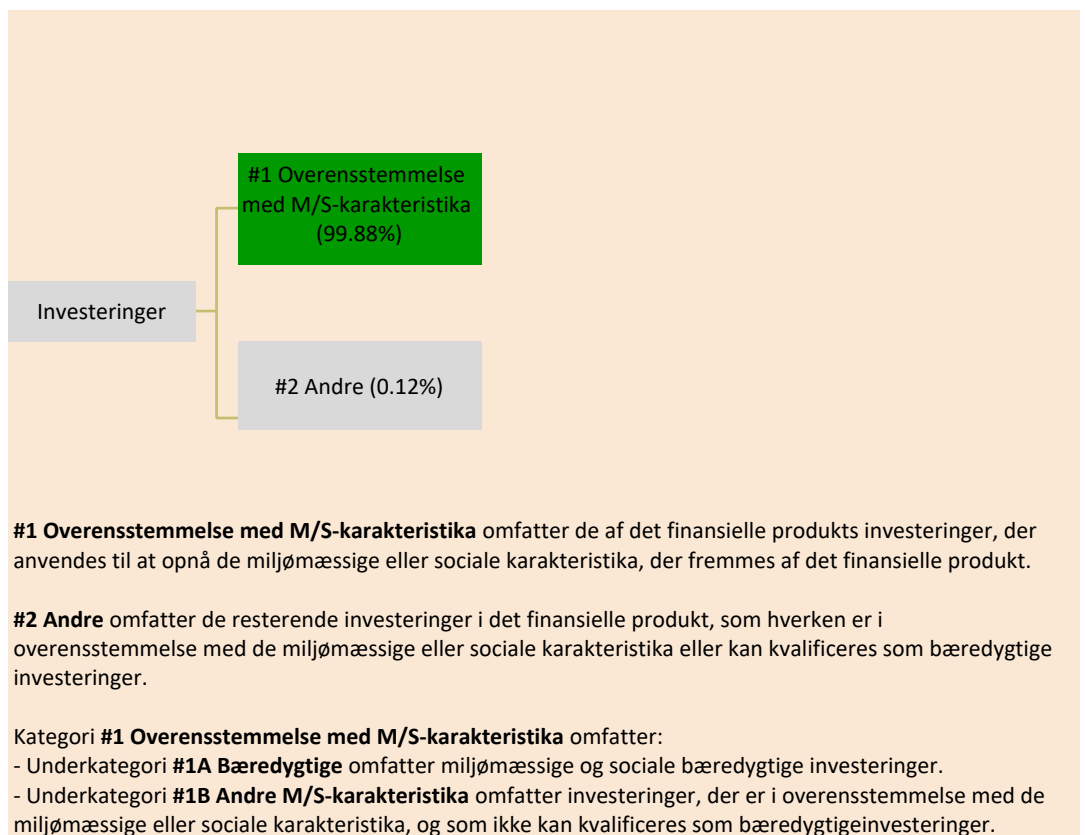 #1 Overensstemmelse
med M/S-karakteristika
(99.88%)
Investeringer
#2 Andre (0.12%)
#1 Overensstemmelse med M/S-karakteristika omfatter de af det finansielle produkts investeringer, der
anvendes til at opnå de miljømæssige eller sociale karakteristika, der fremmes af det finansielle produkt.
#2 Andre omfatter de resterende investeringer i det finansielle produkt, som hverken er i
overensstemmelse med de miljømæssige eller sociale karakteristika eller kan kvalificeres som bæredygtige
investeringer.
Kategori #1 Overensstemmelse med M/S-karakteristika omfatter:
- Underkategori #1A Bæredygtige omfatter miljømæssige og sociale bæredygtige investeringer.
- Underkategori #1B Andre M/S-karakteristika omfatter investeringer, der er i overensstemmelse med de
miljømæssige eller sociale karakteristika, og som ikke kan kvalificeres som bæredygtigeinvesteringer.